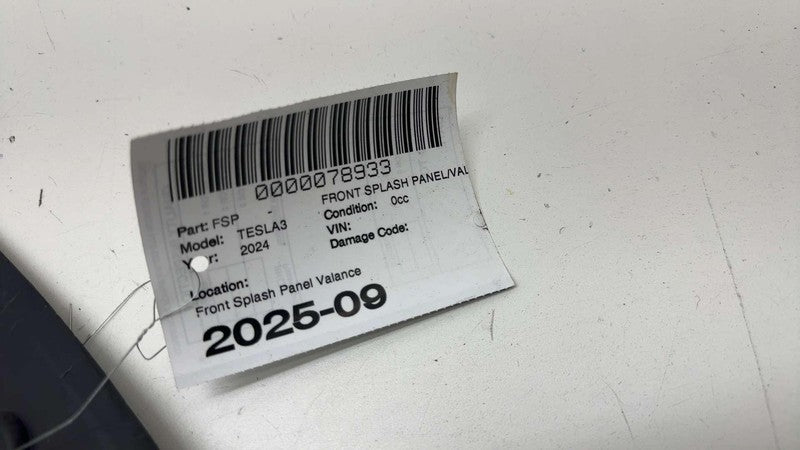 0000078933
Part: FSP FRONT SPLASH PANEL/VAL
Model: TESLA3 Condition: 0cc
Year: 2024 VIN:
Damage Code:
Location:
Front Splash Panel Valance
2025-09